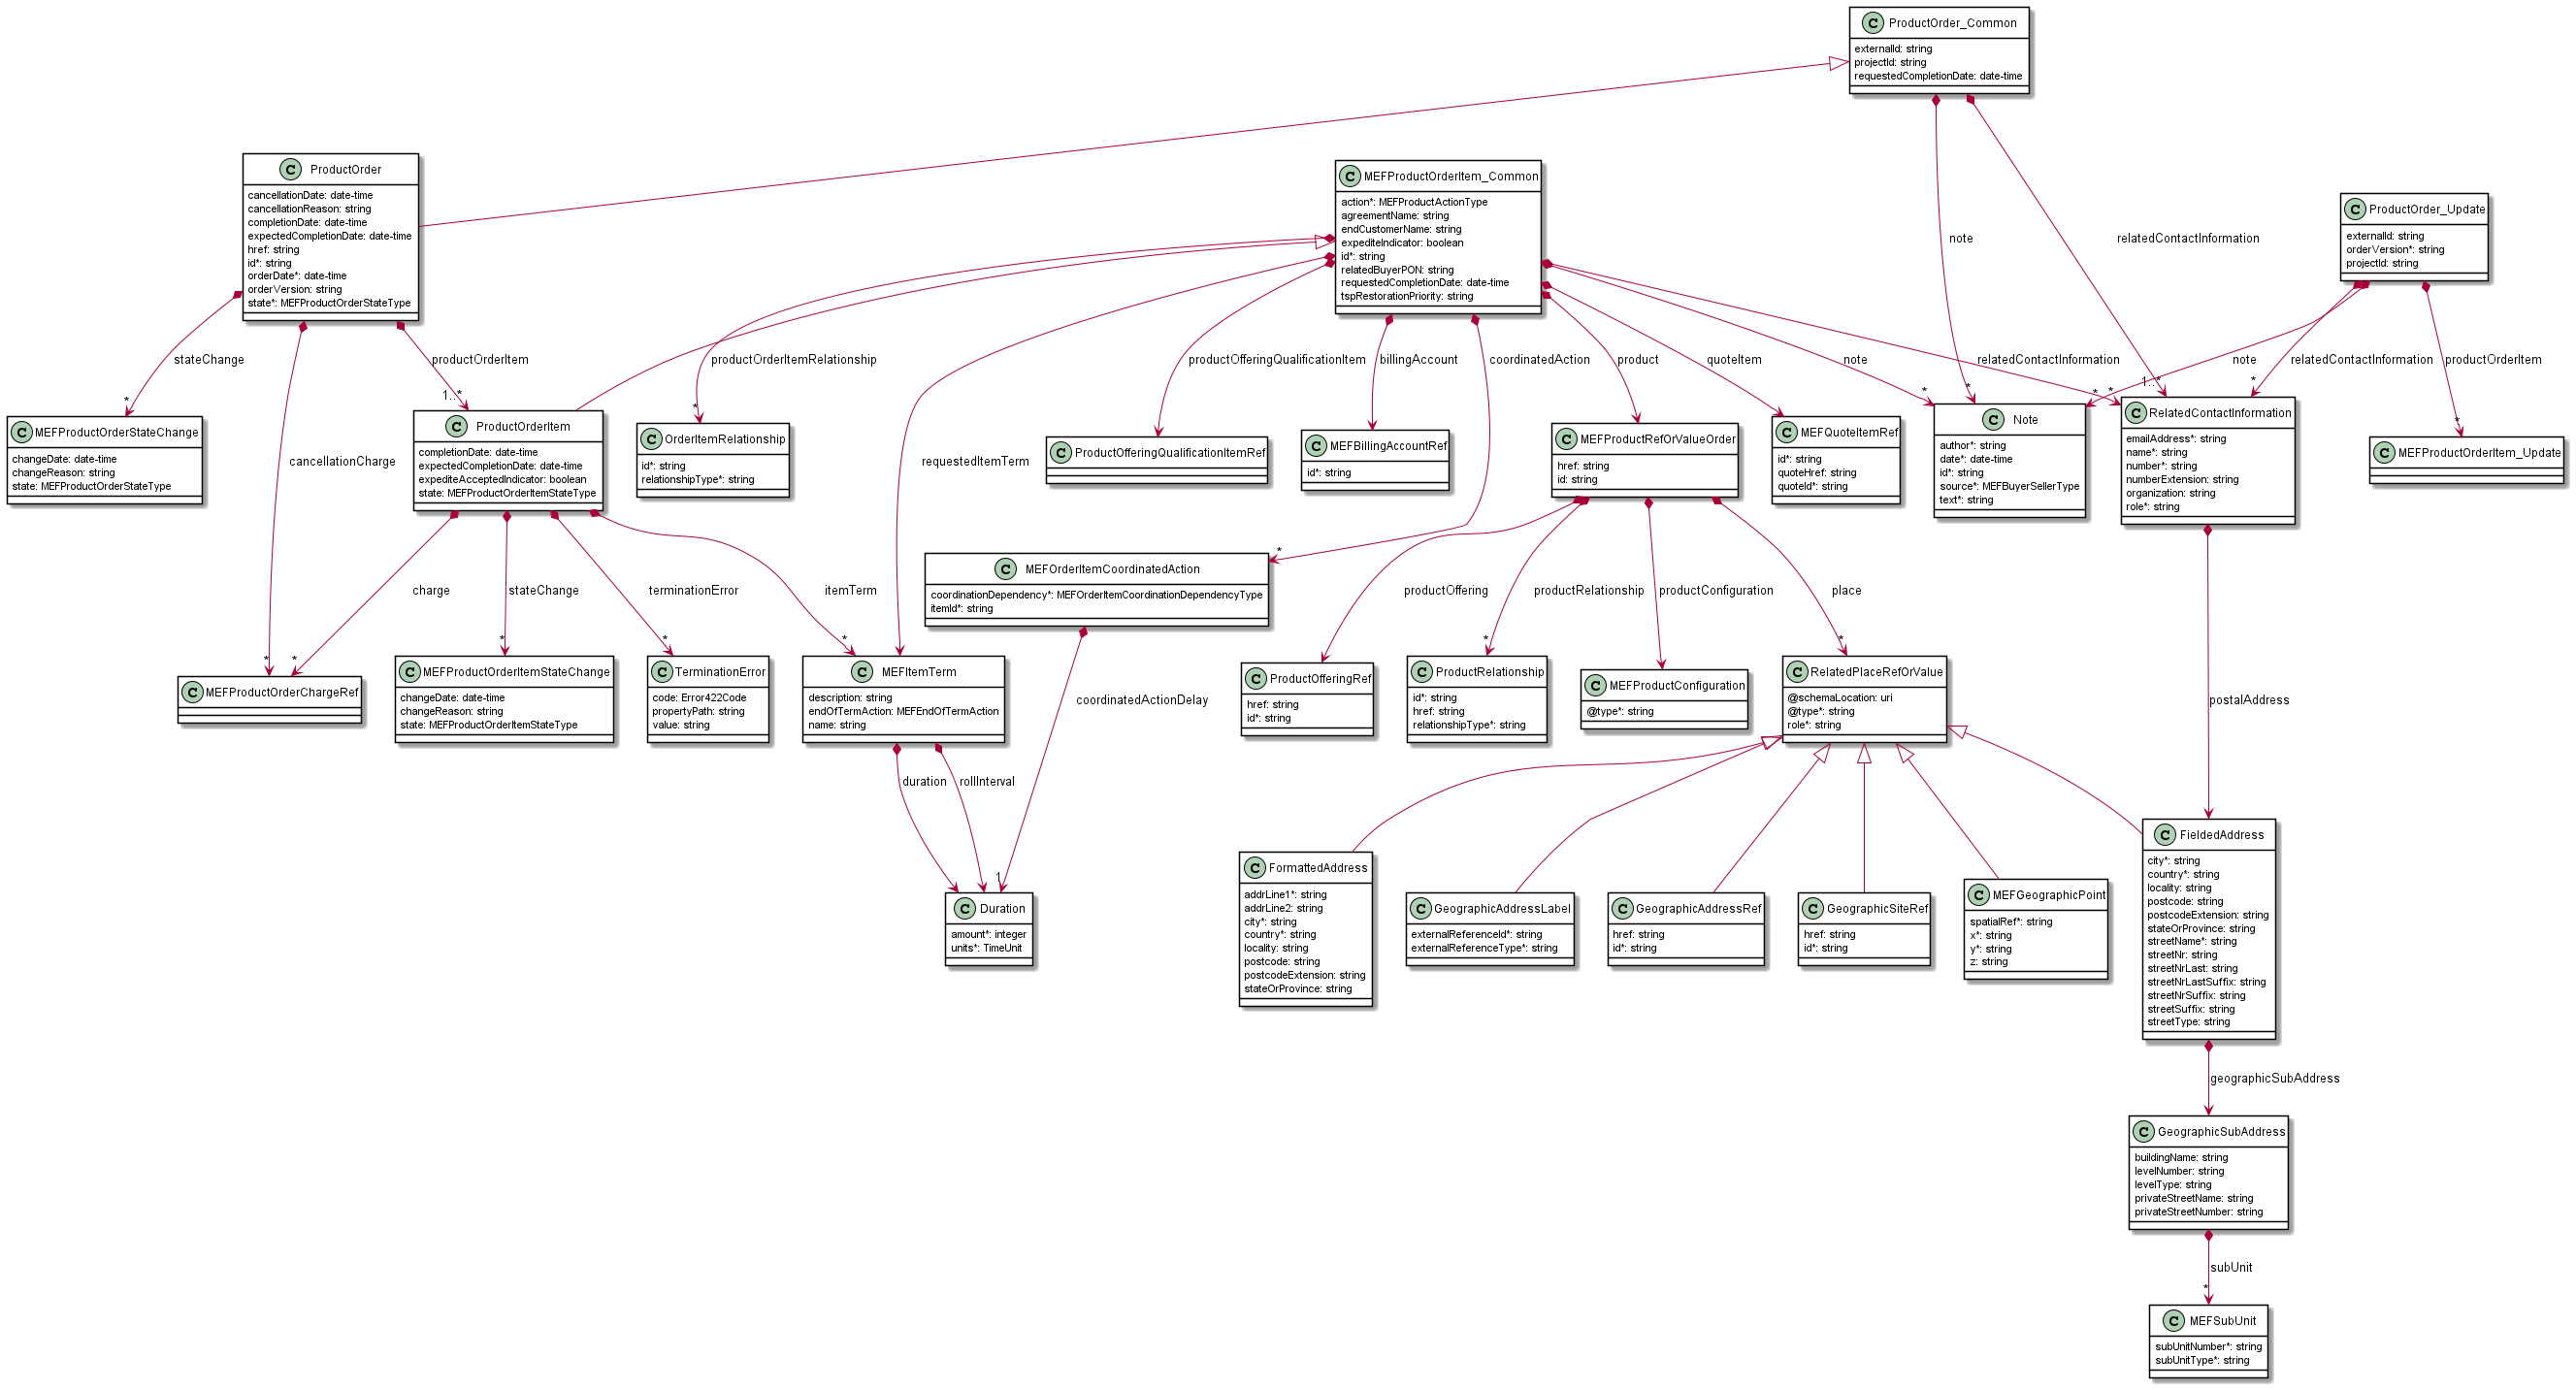 ProductOrder_Common
externalId: string
projectId: string
requestedCompletionDate: date-time
ProductOrder
cancellationDate: date-time
cancellationReason: string
completionDate: date-time
expectedCompletionDate: date-time
href: string
id*: string
orderDate*: date-time
orderVersion: string
state*: MEFProductOrderStateType
MEFProductOrderItem_Common
action*: MEFProductActionType
agreementName: string
endCustomerName: string
expediteIndicator: boolean
id*: string
relatedBuyerPON: string
requestedCompletionDate: date-time
tspRestorationPriority: string
ProductOrder_Update
externalId: string
orderVersion*: string
projectId: string
note
relatedContactInformation
stateChange
cancellationCharge
productOrderItem
productOrderItemRelationship
requestedItemTerm
productOfferingQualificationItem
billingAccount
coordinatedAction
product
quoteItem
note
relatedContactInformation
note
relatedContactInformation
productOrderItem
*
1..*
*
*
*
*
*
1..*
*
*
*
MEFProductOrderStateChange
changeDate: date-time
changeReason: string
state: MEFProductOrderStateType
ProductOrderItem
completionDate: date-time
expectedCompletionDate: date-time
expediteAcceptedIndicator: boolean
state: MEFProductOrderItemStateType
OrderItemRelationship
id*: string
relationshipType*: string
ProductOfferingQualificationItemRef
MEFBillingAccountRef
id*: string
MEFProductRefOrValueOrder
href: string
id: string
MEFQuoteItemRef
id*: string
quoteHref: string
quoteId*: string
Note
author*: string
date*: date-time
id*: string
source*: MEFBuyerSellerType
text*: string
RelatedContactInformation
emailAddress*: string
name*: string
number*: string
numberExtension: string
organization: string
role*: string
MEFProductOrderItem_Update
*
MEFOrderItemCoordinatedAction
coordinationDependency*: MEFOrderItemCoordinationDependencyType
itemId*: string
charge
stateChange
terminationError
itemTerm
productOffering
productRelationship
productConfiguration
place
*
*
*
*
*
*
*
MEFProductOrderChargeRef
MEFProductOrderItemStateChange
changeDate: date-time
changeReason: string
state: MEFProductOrderItemStateType
TerminationError
code: Error422Code
propertyPath: string
value: string
MEFItemTerm
description: string
endOfTermAction: MEFEndOfTermAction
name: string
coordinatedActionDelay
ProductOfferingRef
href: string
id*: string
ProductRelationship
id*: string
href: string
relationshipType*: string
MEFProductConfiguration
@type*: string
RelatedPlaceRefOrValue
@schemaLocation: uri
@type*: string
role*: string
postalAddress
duration
rollInterval
1
Duration
amount*: integer
units*: TimeUnit
FormattedAddress
addrLine1*: string
addrLine2: string
city*: string
country*: string
locality: string
postcode: string
postcodeExtension: string
stateOrProvince: string
GeographicAddressLabel
externalReferenceId*: string
externalReferenceType*: string
GeographicAddressRef
href: string
id*: string
GeographicSiteRef
href: string
id*: string
MEFGeographicPoint
spatialRef*: string
x*: string
y*: string
z: string
FieldedAddress
city*: string
country*: string
locality: string
postcode: string
postcodeExtension: string
stateOrProvince: string
streetName*: string
streetNr: string
streetNrLast: string
streetNrLastSuffix: string
streetNrSuffix: string
streetSuffix: string
streetType: string
geographicSubAddress
GeographicSubAddress
buildingName: string
levelNumber: string
levelType: string
privateStreetName: string
privateStreetNumber: string
subUnit
*
MEFSubUnit
subUnitNumber*: string
subUnitType*: string